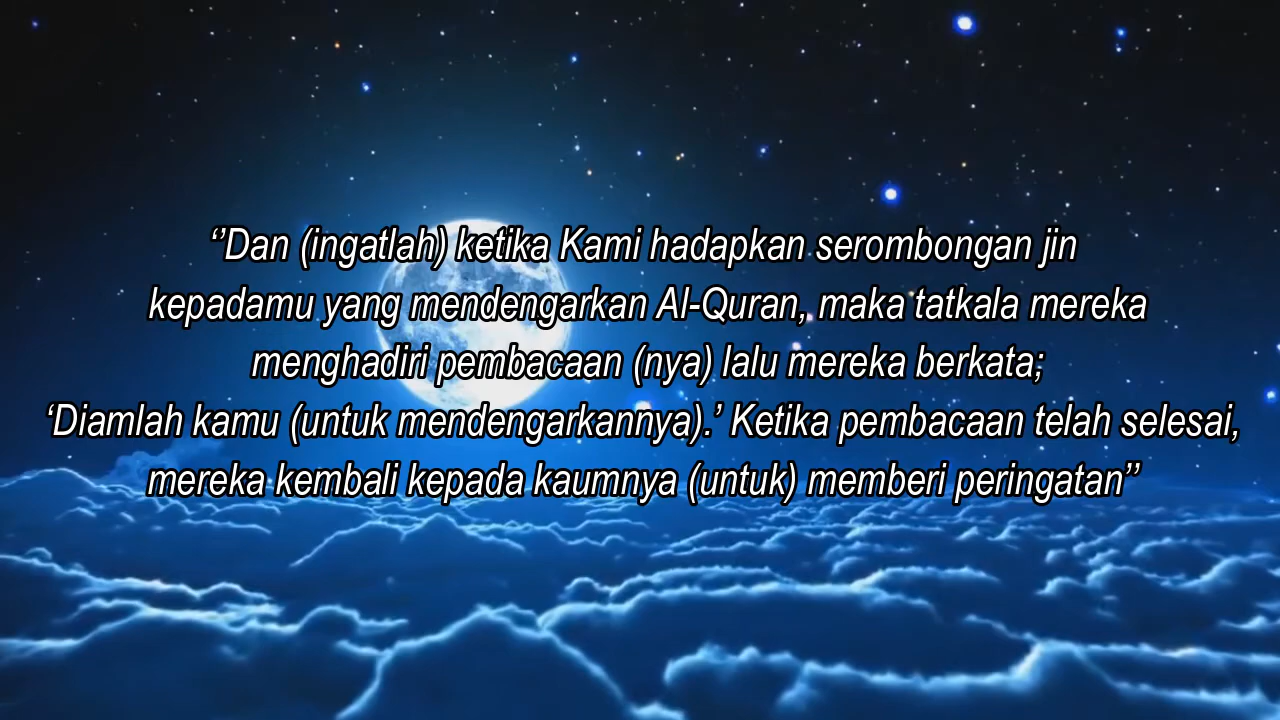 ‘’Dan (ingatlah) ketika Kami hadapkan serombongan jin
kepadamu yang mendengarkan Al-Quran, maka tatkala mereka
menghadiri pembacaan (nya) lalu mereka berkata;
‘Diamlah kamu (untuk mendengarkannya).’ Ketika pembacaan telah selesai,
mereka kembali kepada kaumnya (untuk) memberi peringatan’’